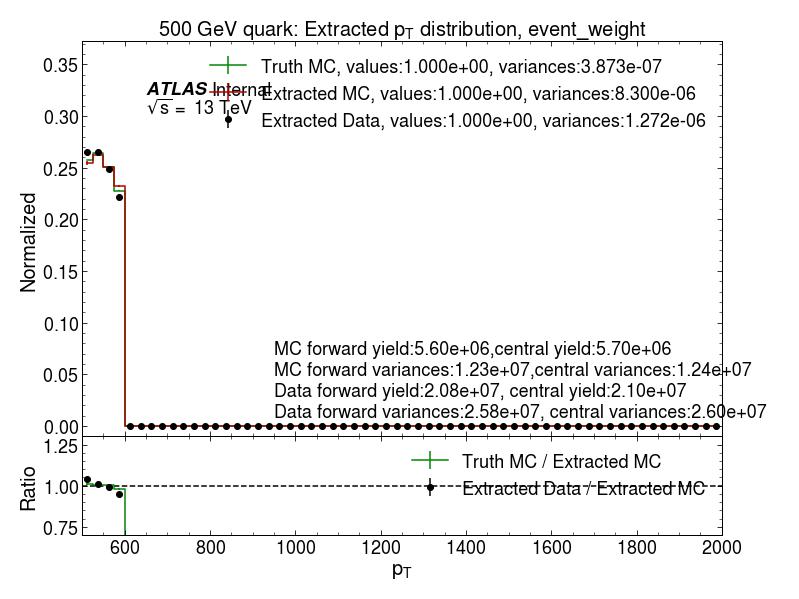 500 GeV quark: Extracted pT distribution, event_weight
Truth MC, values:1.000e+00, variances:3.873e-07
ATLAS Internal
Extracted MC, values:1.000e+00, variances:8.300e-06
√s = 13 TeV
Extracted Data, values:1.000e+00, variances:1.272e-06
0.35
0.30
0.25
0.20
0.15
0.10
0.05
0.00
Normalized
MC forward yield:5.60e+06,central yield:5.70e+06
MC forward variances:1.23e+07,central variances:1.24e+07
Data forward yield:2.08e+07, central yield:2.10e+07
Data forward variances:2.58e+07, central variances:2.60e+07
1.25
1.00
0.75
Ratio
Truth MC / Extracted MC
Extracted Data / Extracted MC
600 800 1000 1200 1400 1600 1800 2000
pT